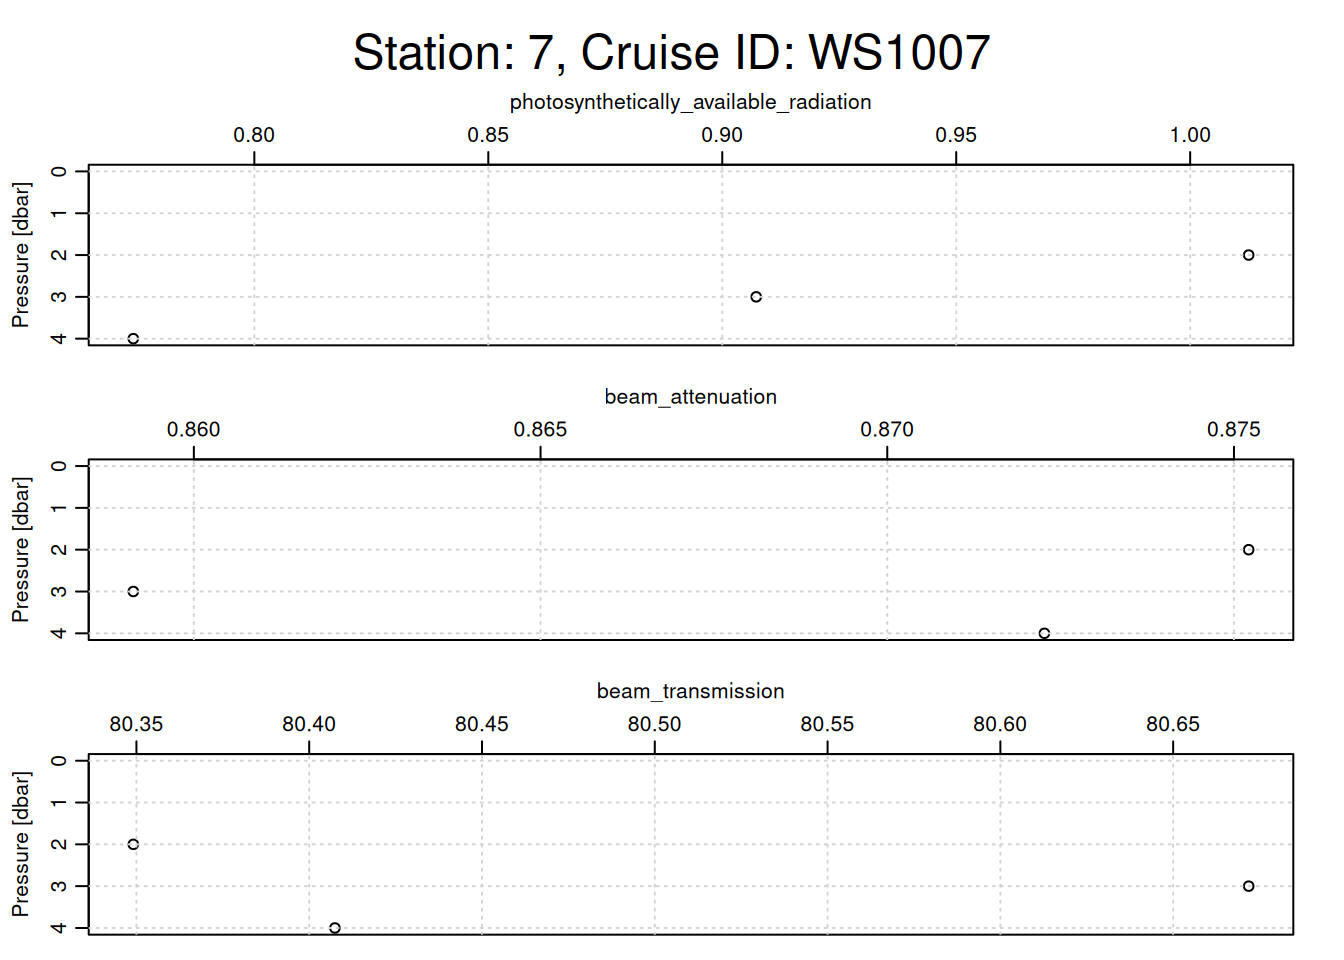 Station: 7, Cruise ID: WS1007
photosynthetically_available_radiation
0.80 0.85 0.90 0.95 1.00
Pressure [dbar]
0
1
2
3
4
beam_attenuation
0.860 0.865 0.870 0.875
Pressure [dbar]
0
1
2
3
4
beam_transmission
80.35 80.40 80.45 80.50 80.55 80.60 80.65
Pressure [dbar]
0
1
2
3
4